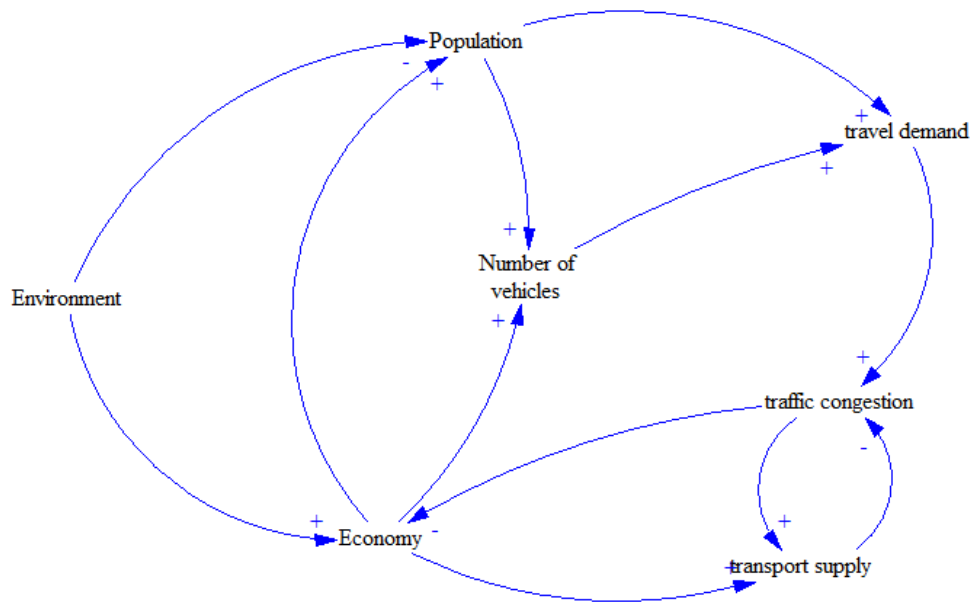 Population
-
+
+
travel demand
+
+
Number of
vehicles
+
Environment
+
traffic congestion
-
+
Economy
-
+
+
transport supply